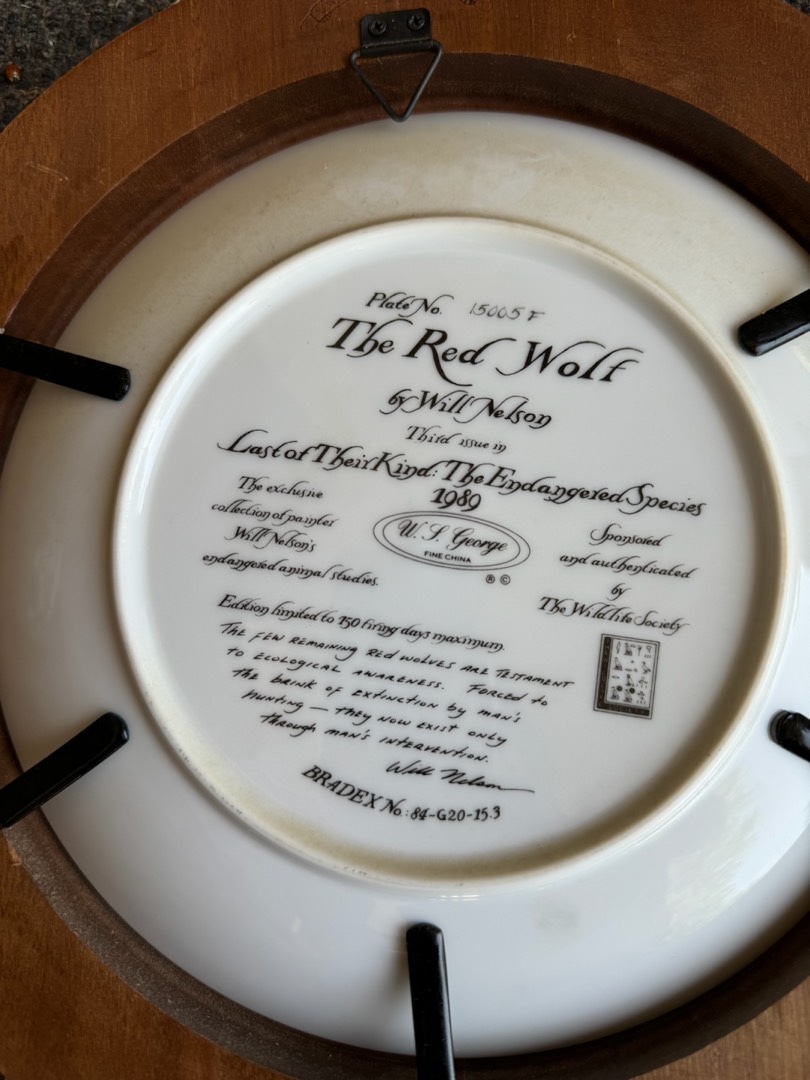 Plate No. 15005 F
The Red Wolf
by Will Nelson
Third issue in
Last of Their Kind: The Endangered Species
1989
The exclusive
collection of painter
Will Nelson's
endangered animal studies.
W. S. George
FINE CHINA
® ©
Sponsored
and authenticated
by
The Wildlife Society
Edition limited to 150 firing days maximum.
THE FEW REMAINING RED WOLVES ARE TESTAMENT
TO ECOLOGICAL AWARENESS. FORCED TO
THE BRINK OF EXTINCTION BY MAN'S
HUNTING — THEY NOW EXIST ONLY
THROUGH MAN'S INTERVENTION.
Will Nelson
BRADEX No.: 84-G20-15.3